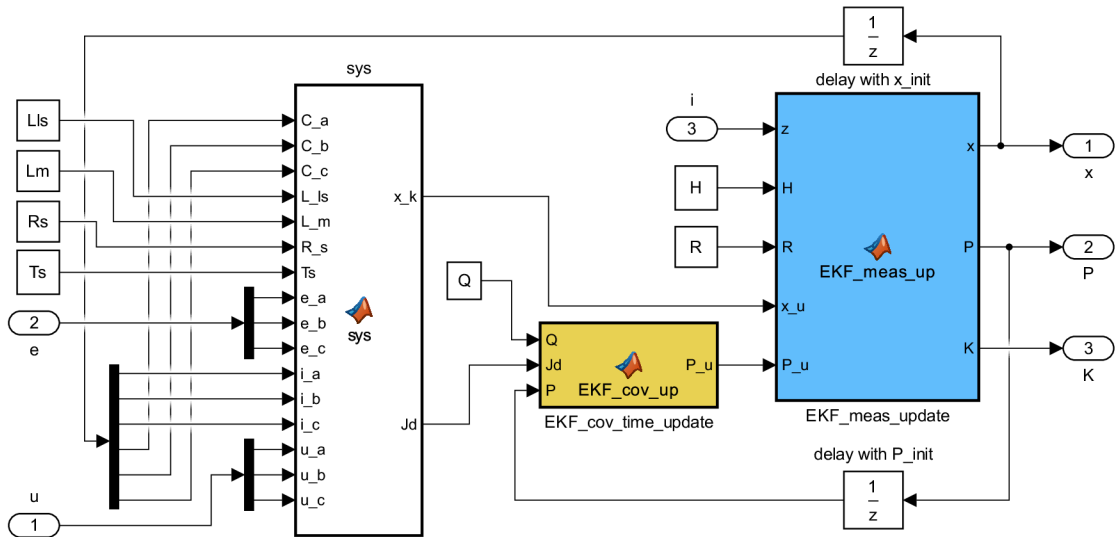 1
z
delay with x_init
sys
Lls
Lm
Rs
Ts
2
e
u
1
C_a
C_b
C_c
L_ls
L_m
R_s
Ts
e_a
e_b
e_c
i_a
i_b
i_c
u_a
u_b
u_c
sys
x_k
Jd
Q
Q
Jd
P
EKF_cov_up
P_u
EKF_cov_time_update
i
3
H
R
z
H
R
x_u
P_u
EKF_meas_up
x
P
K
EKF_meas_update
1
x
2
P
3
K
delay with P_init
1
z